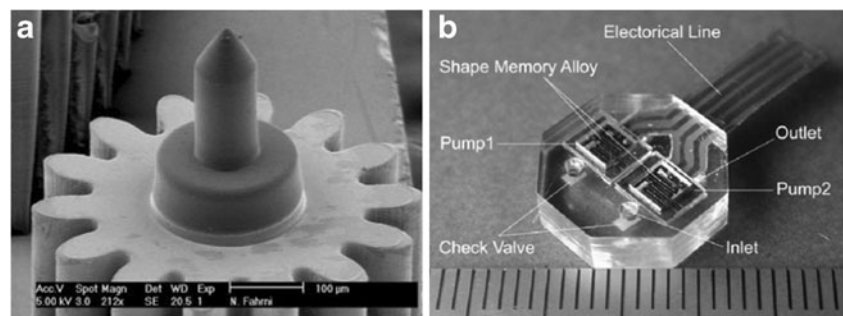 a
Acc.V Spot Magn Det WD Exp
5.00 kV 3.0 212x SE 20.5 1 N. Fahrni 100 µm
b
Electorical Line
Shape Memory Alloy
Outlet
Pump1
Pump2
Check Valve
Inlet